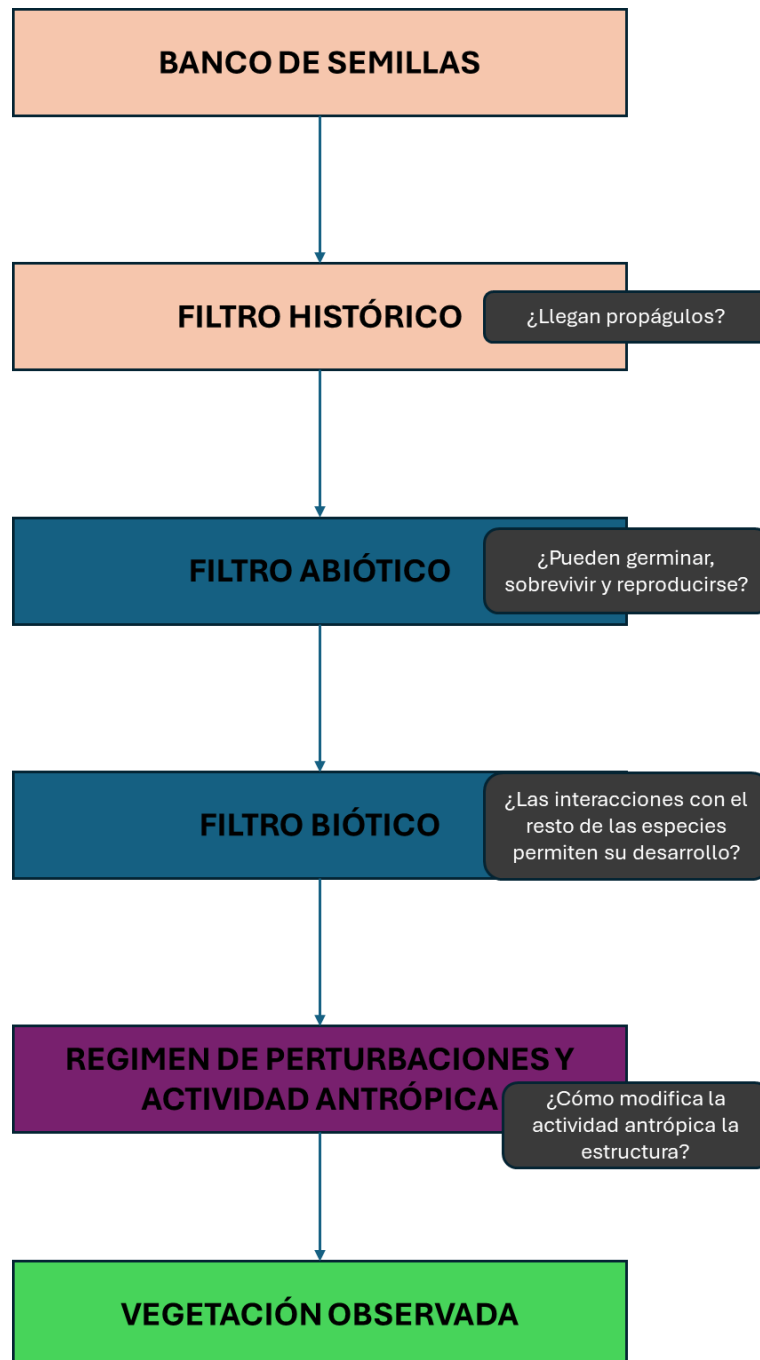 BANCO DE SEMILLAS
FILTRO HISTÓRICO
¿Llegan propágulos?
FILTRO ABIÓTICO
¿Pueden germinar,
sobrevivir y reproducirse?
FILTRO BIÓTICO
¿Las interacciones con el
resto de las especies
permiten su desarrollo?
REGIMEN DE PERTURBACIONES Y
ACTIVIDAD ANTRÓPICA
¿Cómo modifica la
actividad antrópica la
estructura?
VEGETACIÓN OBSERVADA